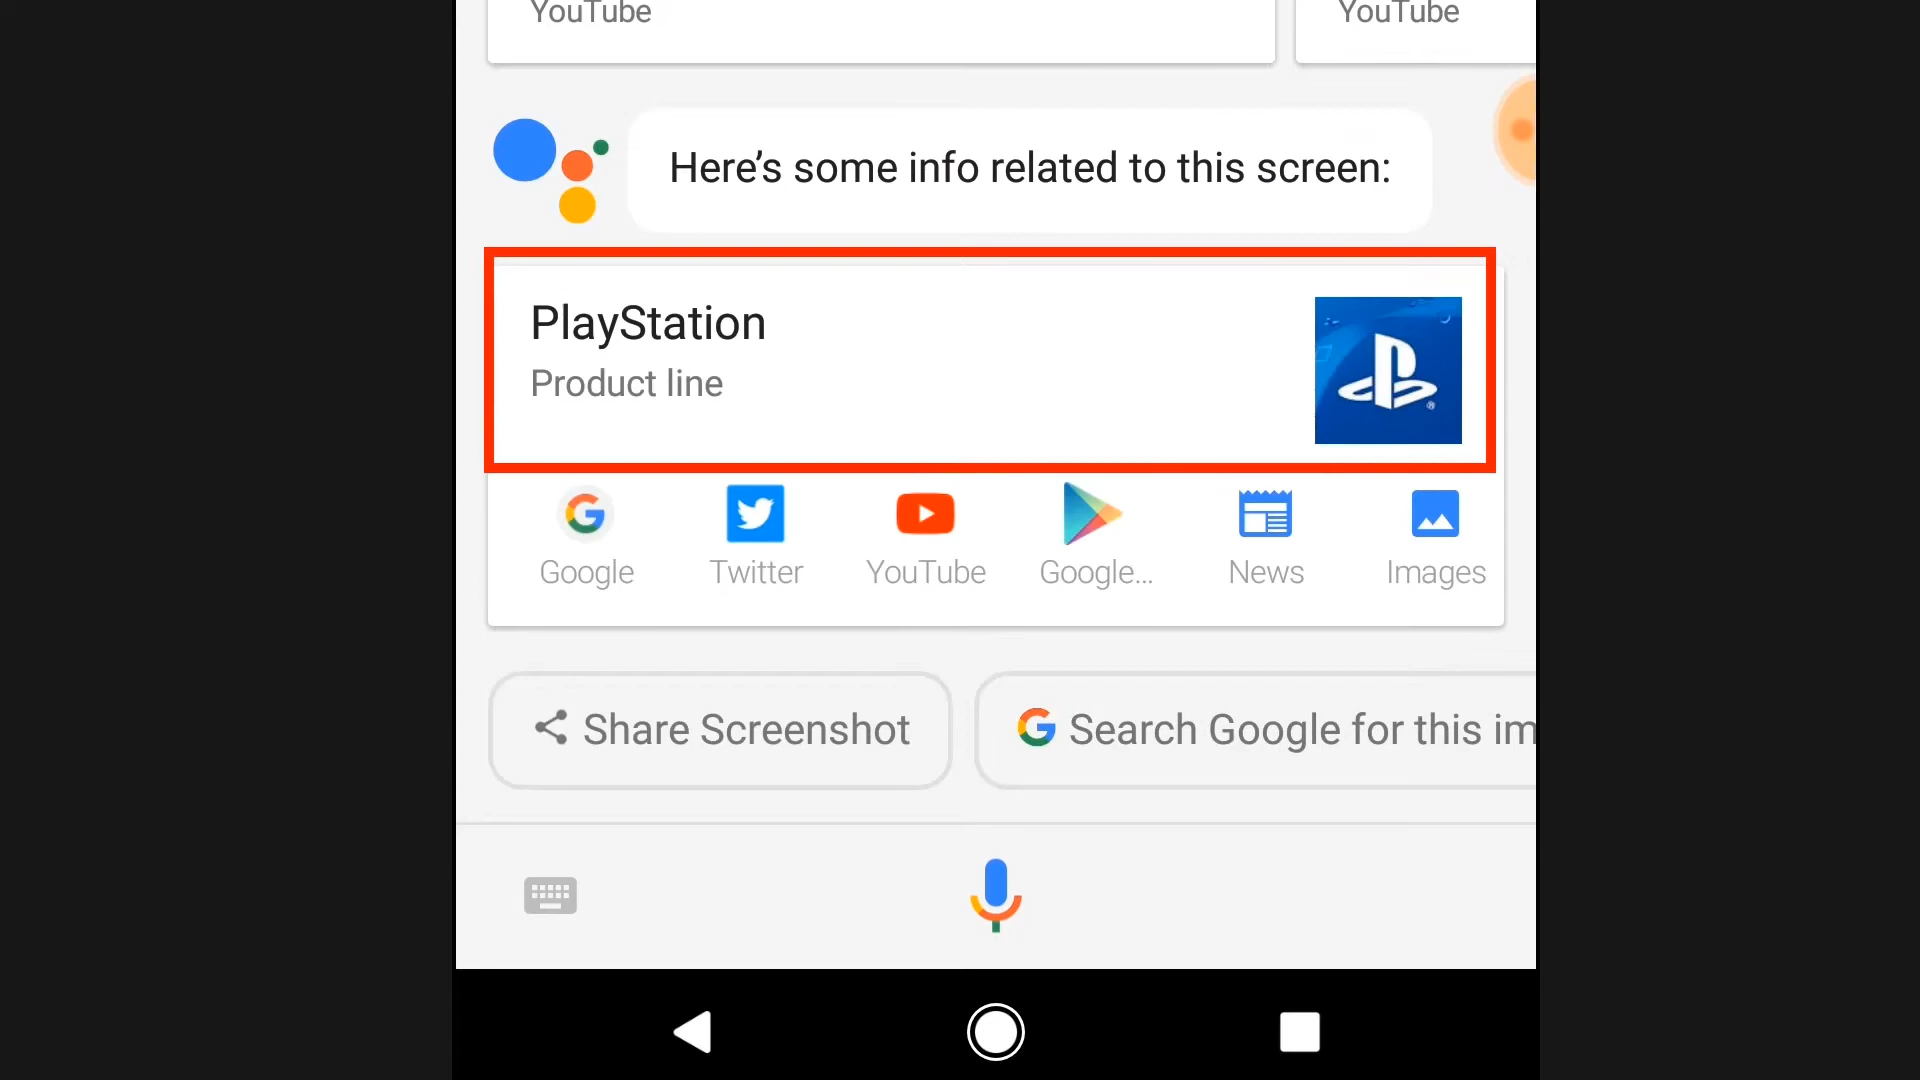 YouTube
YouTube
Here’s some info related to this screen:
PlayStation
Product line
Google
Twitter
YouTube
Google...
News
Images
Share Screenshot
Search Google for this im